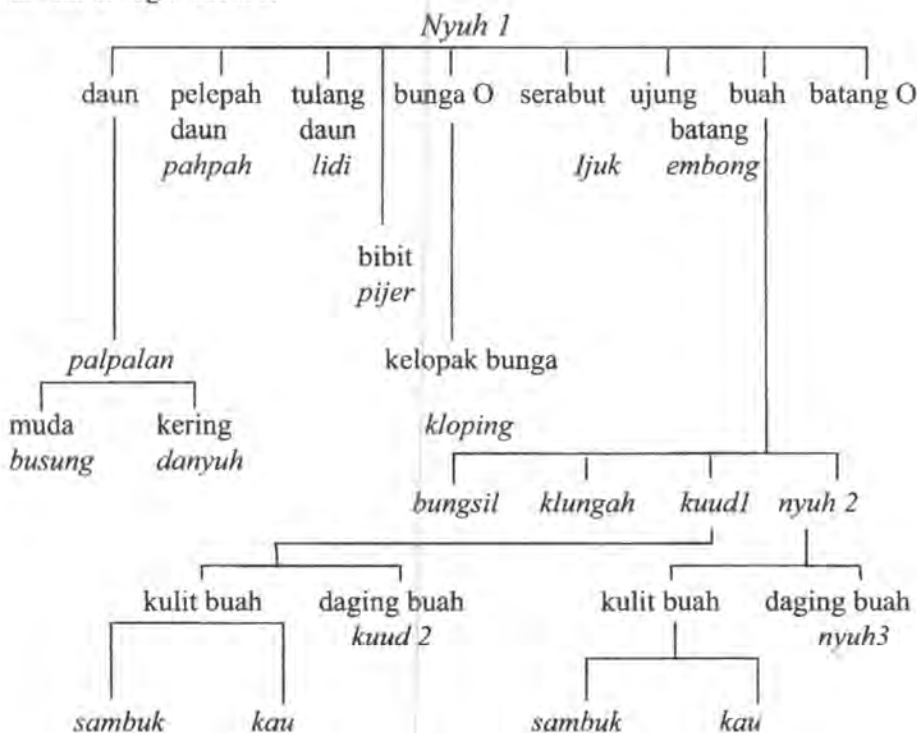 Nyuh 1
daun pelepah tulang bunga O serabut ujung buah batang O
daun daun batang
pahpah lidi Ijuk embong
bibit
pijer
palpalan kelopak bunga
muda kering kloping
busung danyuh
bungsil klungah kuud1 nyuh 2
kulit buah daging buah kulit buah daging buah
kuud 2 nyuh3
sambuk kau sambuk kau